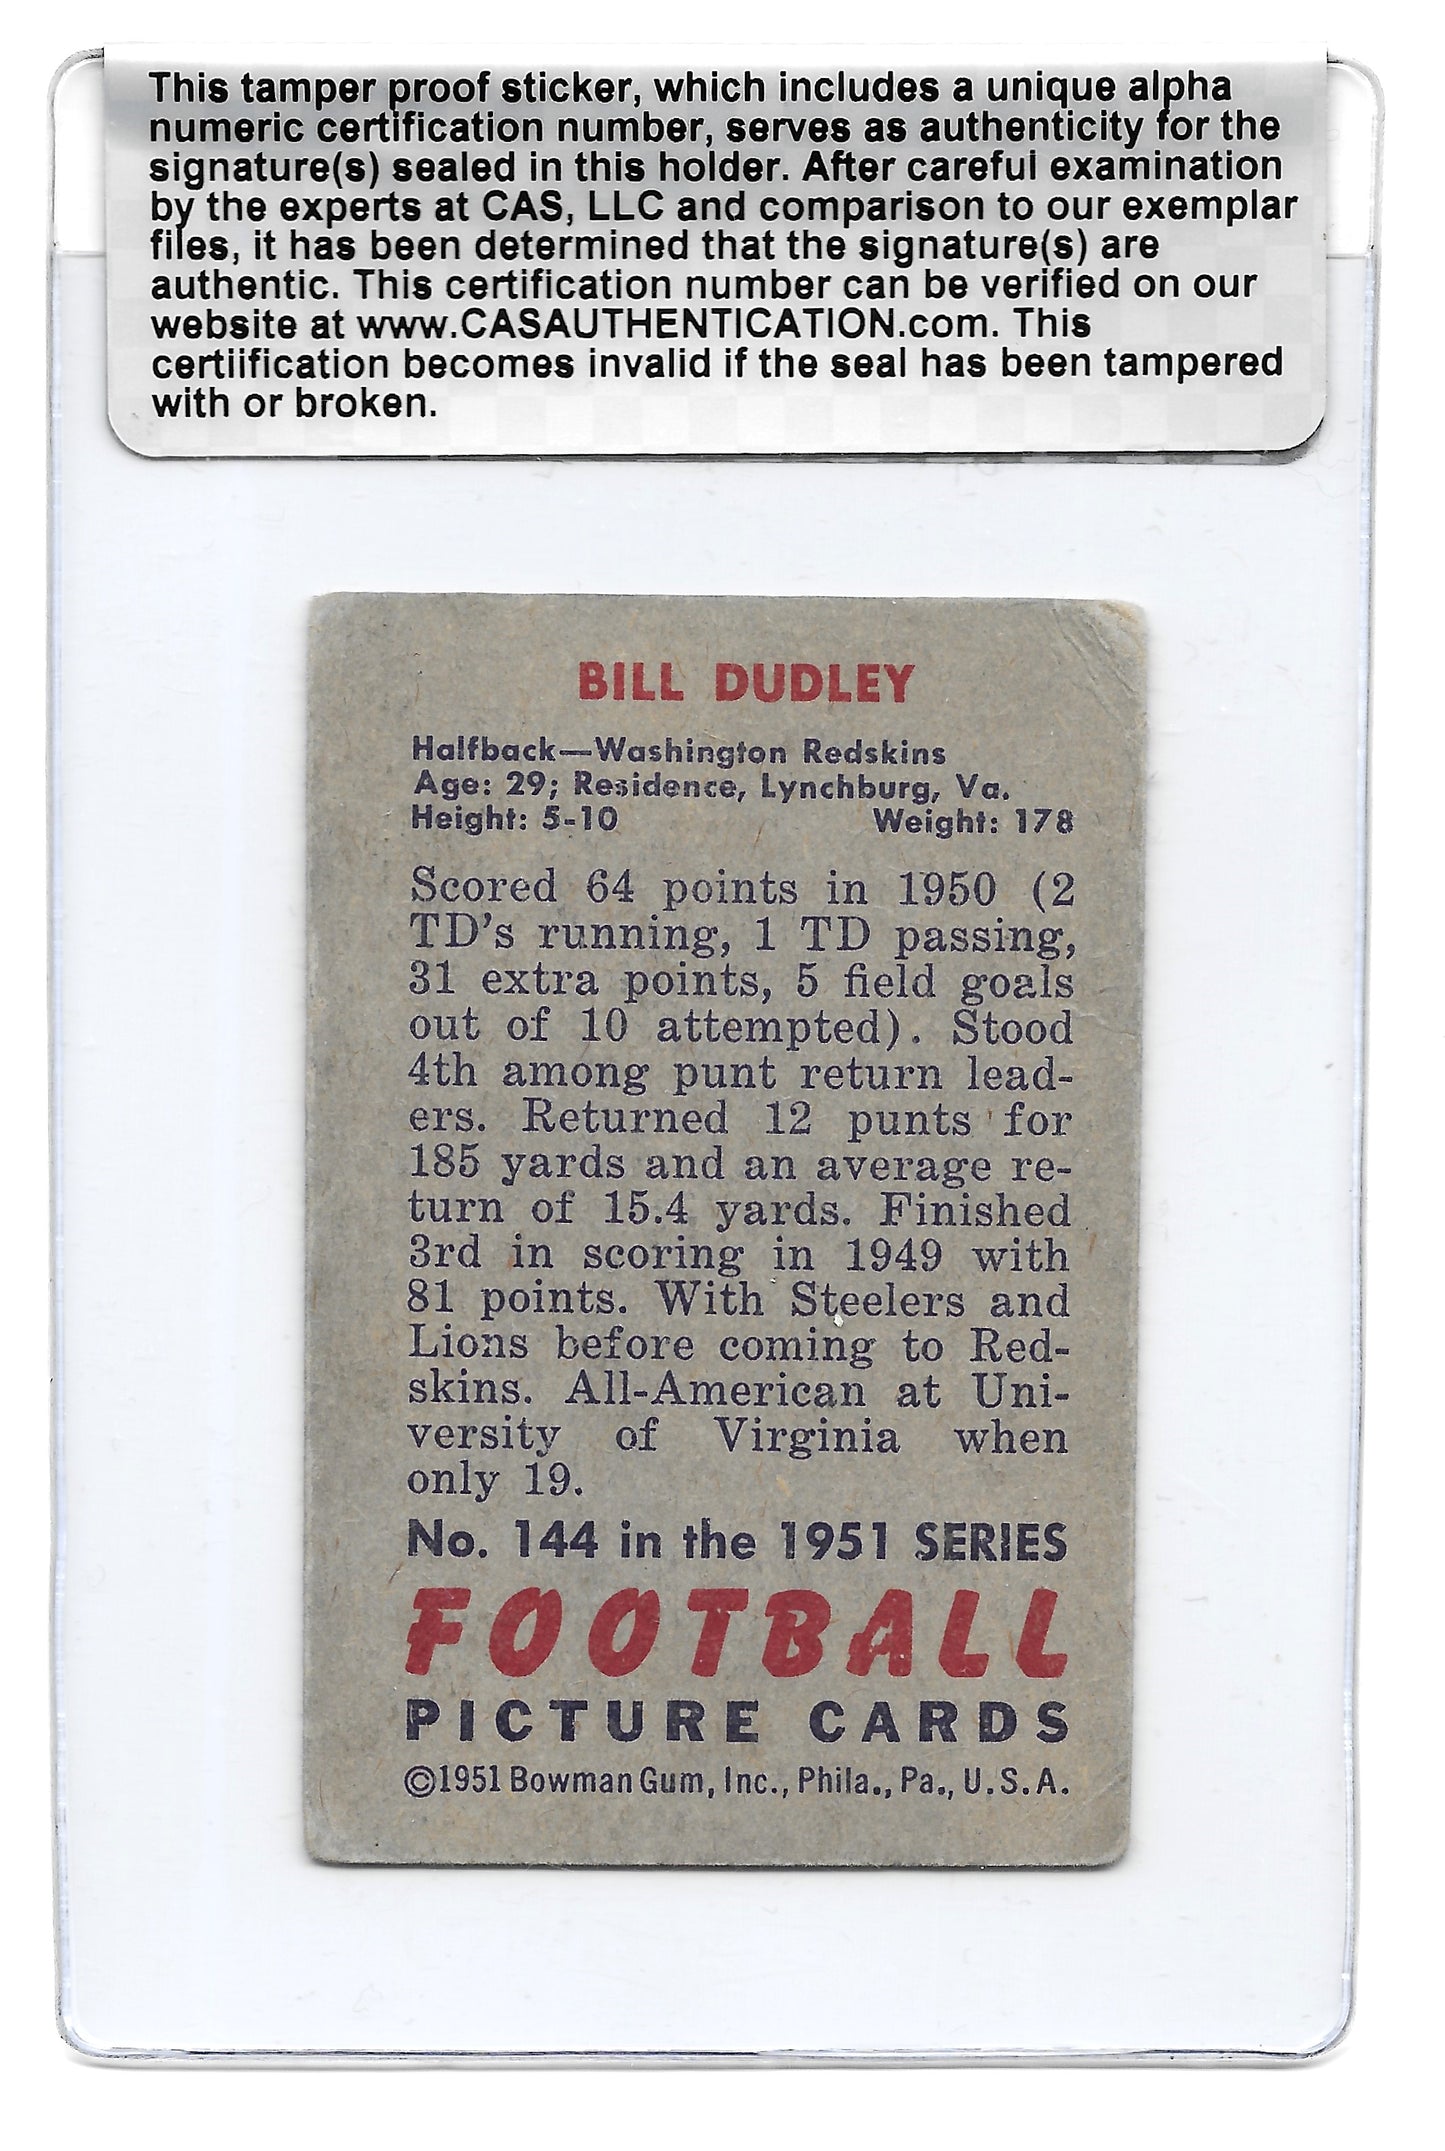 This tamper proof sticker, which includes a unique alpha
numeric certification number, serves as authenticity for the
signature(s) sealed in this holder. After careful examination
by the experts at CAS, LLC and comparison to our exemplar
files, it has been determined that the signature(s) are
authentic. This certification number can be verified on our
website at www.CASAUTHENTICATION.com. This
certiification becomes invalid if the seal has been tampered
with or broken.
BILL DUDLEY
Halfback—Washington Redskins
Age: 29; Residence, Lynchburg, Va.
Height: 5-10 Weight: 178
Scored 64 points in 1950 (2
TD's running, 1 TD passing,
31 extra points, 5 field goals
out of 10 attempted). Stood
4th among punt return lead-
ers. Returned 12 punts for
185 yards and an average re-
turn of 15.4 yards. Finished
3rd in scoring in 1949 with
81 points. With Steelers and
Lions before coming to Red-
skins. All-American at Uni-
versity of Virginia when
only 19.
No. 144 in the 1951 SERIES
FOOTBALL
PICTURE CARDS
©1951 Bowman Gum, Inc., Phila., Pa., U.S.A.